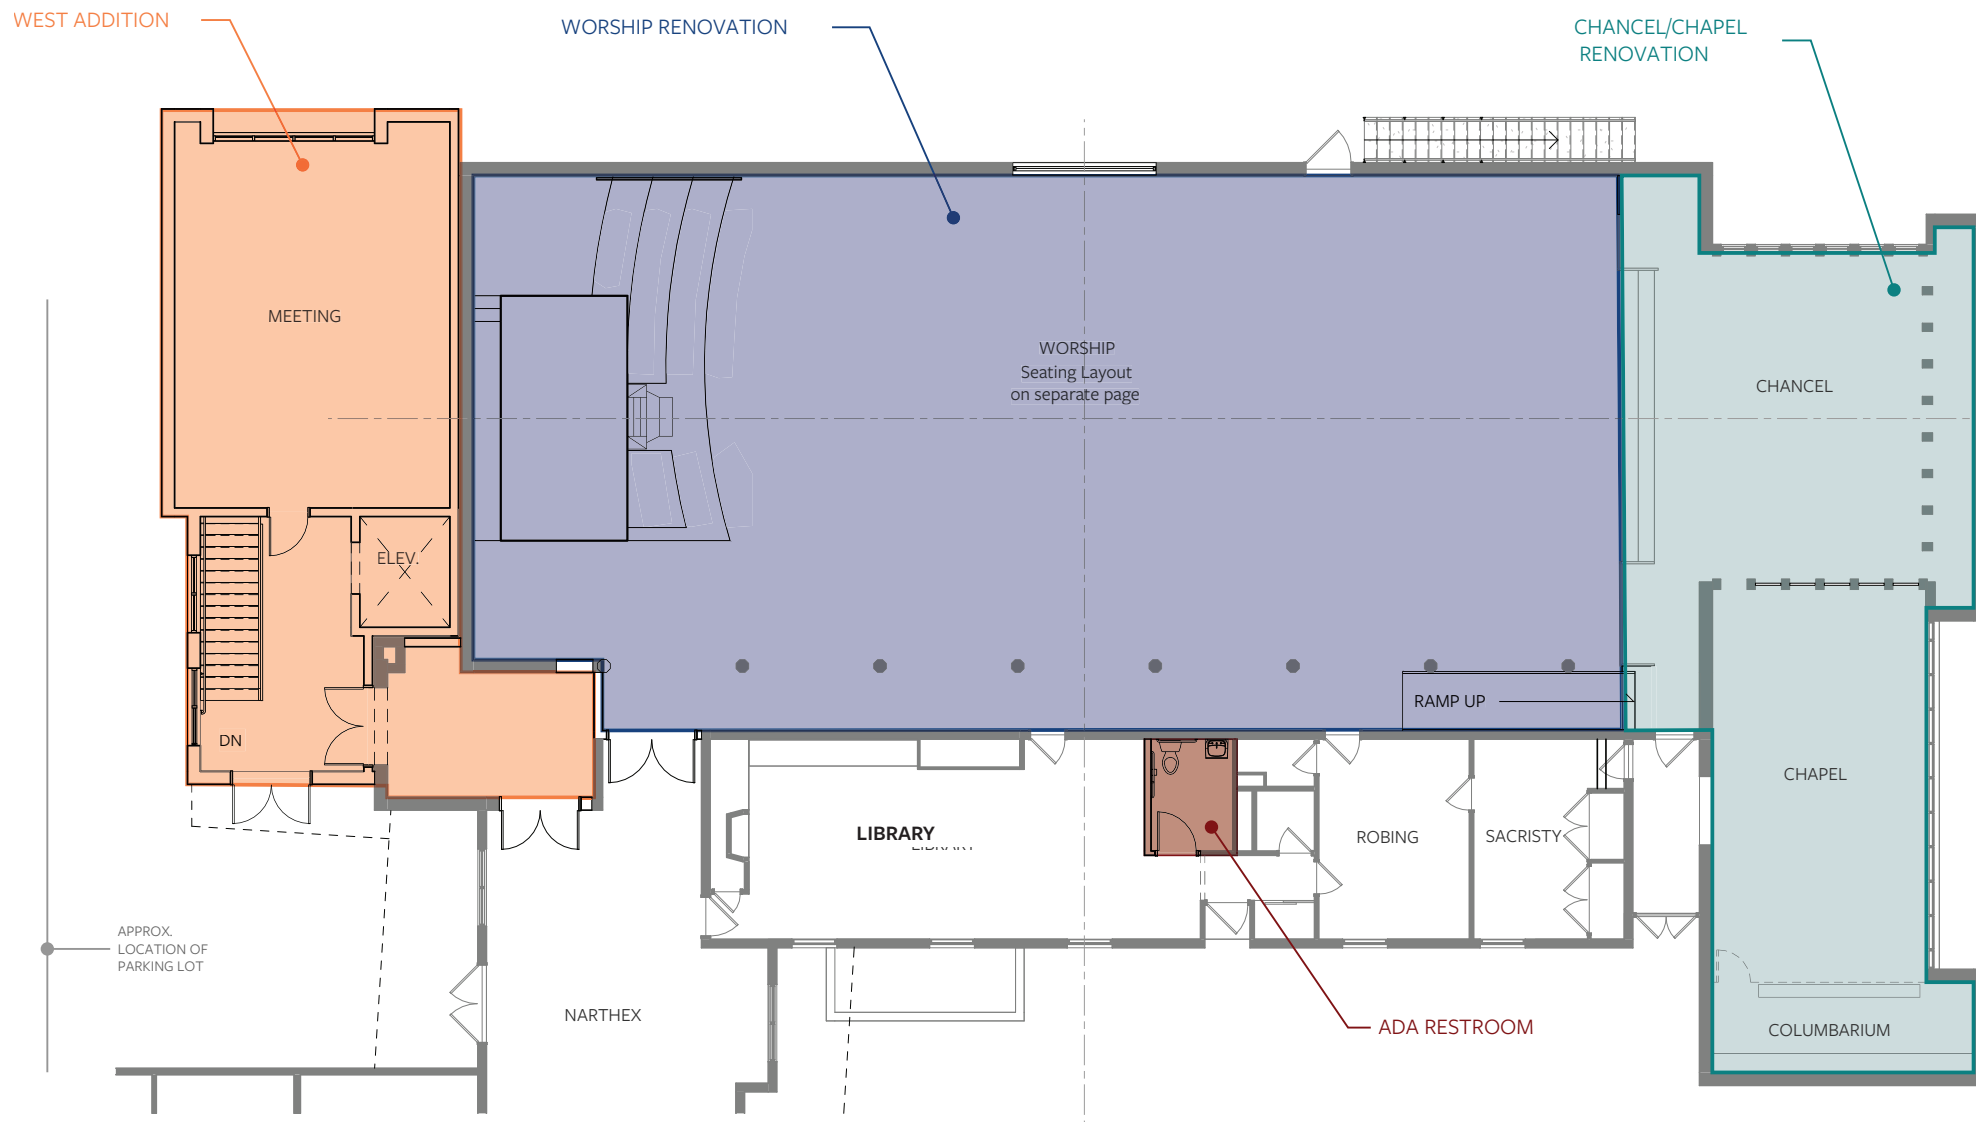 WEST ADDITION
WORSHIP RENOVATION
CHANCEL/CHAPEL
RENOVATION
MEETING
WORSHIP
Seating Layout
on separate page
CHANCEL
ELEV.
X
RAMP UP
DN
CHAPEL
LIBRARY
LIBRARY
ROBING
SACRISTY
APPROX.
LOCATION OF
PARKING LOT
NARTHEX
ADA RESTROOM
COLUMBARIUM